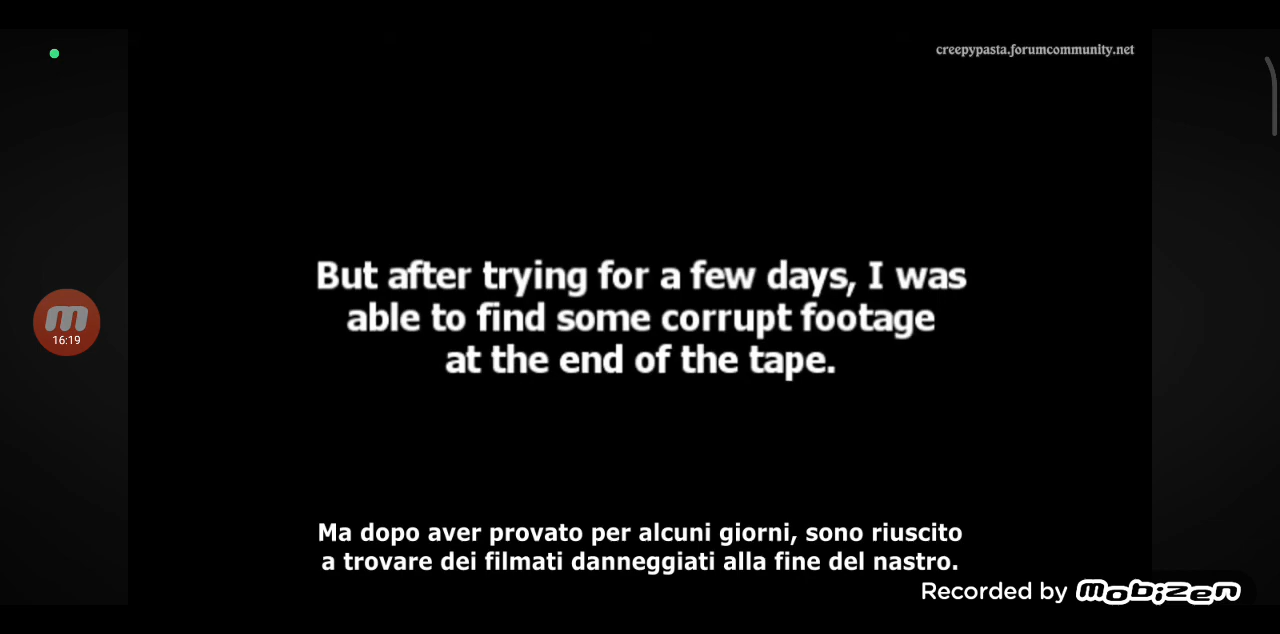 creepypasta.forumcommunity.net
But after trying for a few days, I was
able to find some corrupt footage
at the end of the tape.
m
16:19
Ma dopo aver provato per alcuni giorni, sono riuscito
a trovare dei filmati danneggiati alla fine del nastro.
Recorded by mobizen